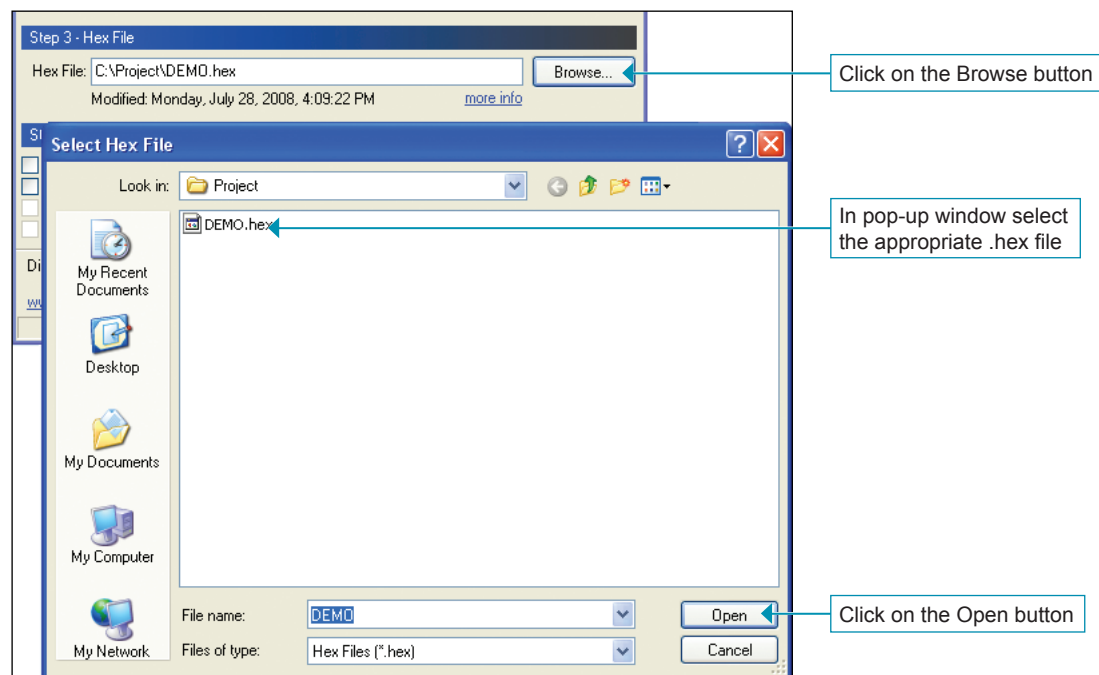 Step 3 - Hex File
Hex File: C:\Project\DEMO.hex Browse...
Click on the Browse button
Modified: Monday, July 28, 2008, 4:09:22 PM more info
Select Hex File
Look in: Project
DEMO.hex
In pop-up window select
the appropriate .hex file
My Recent
Documents
Desktop
My Documents
My Computer
My Network
File name: DEMO Open
Click on the Open button
Files of type: Hex Files (*.hex) Cancel